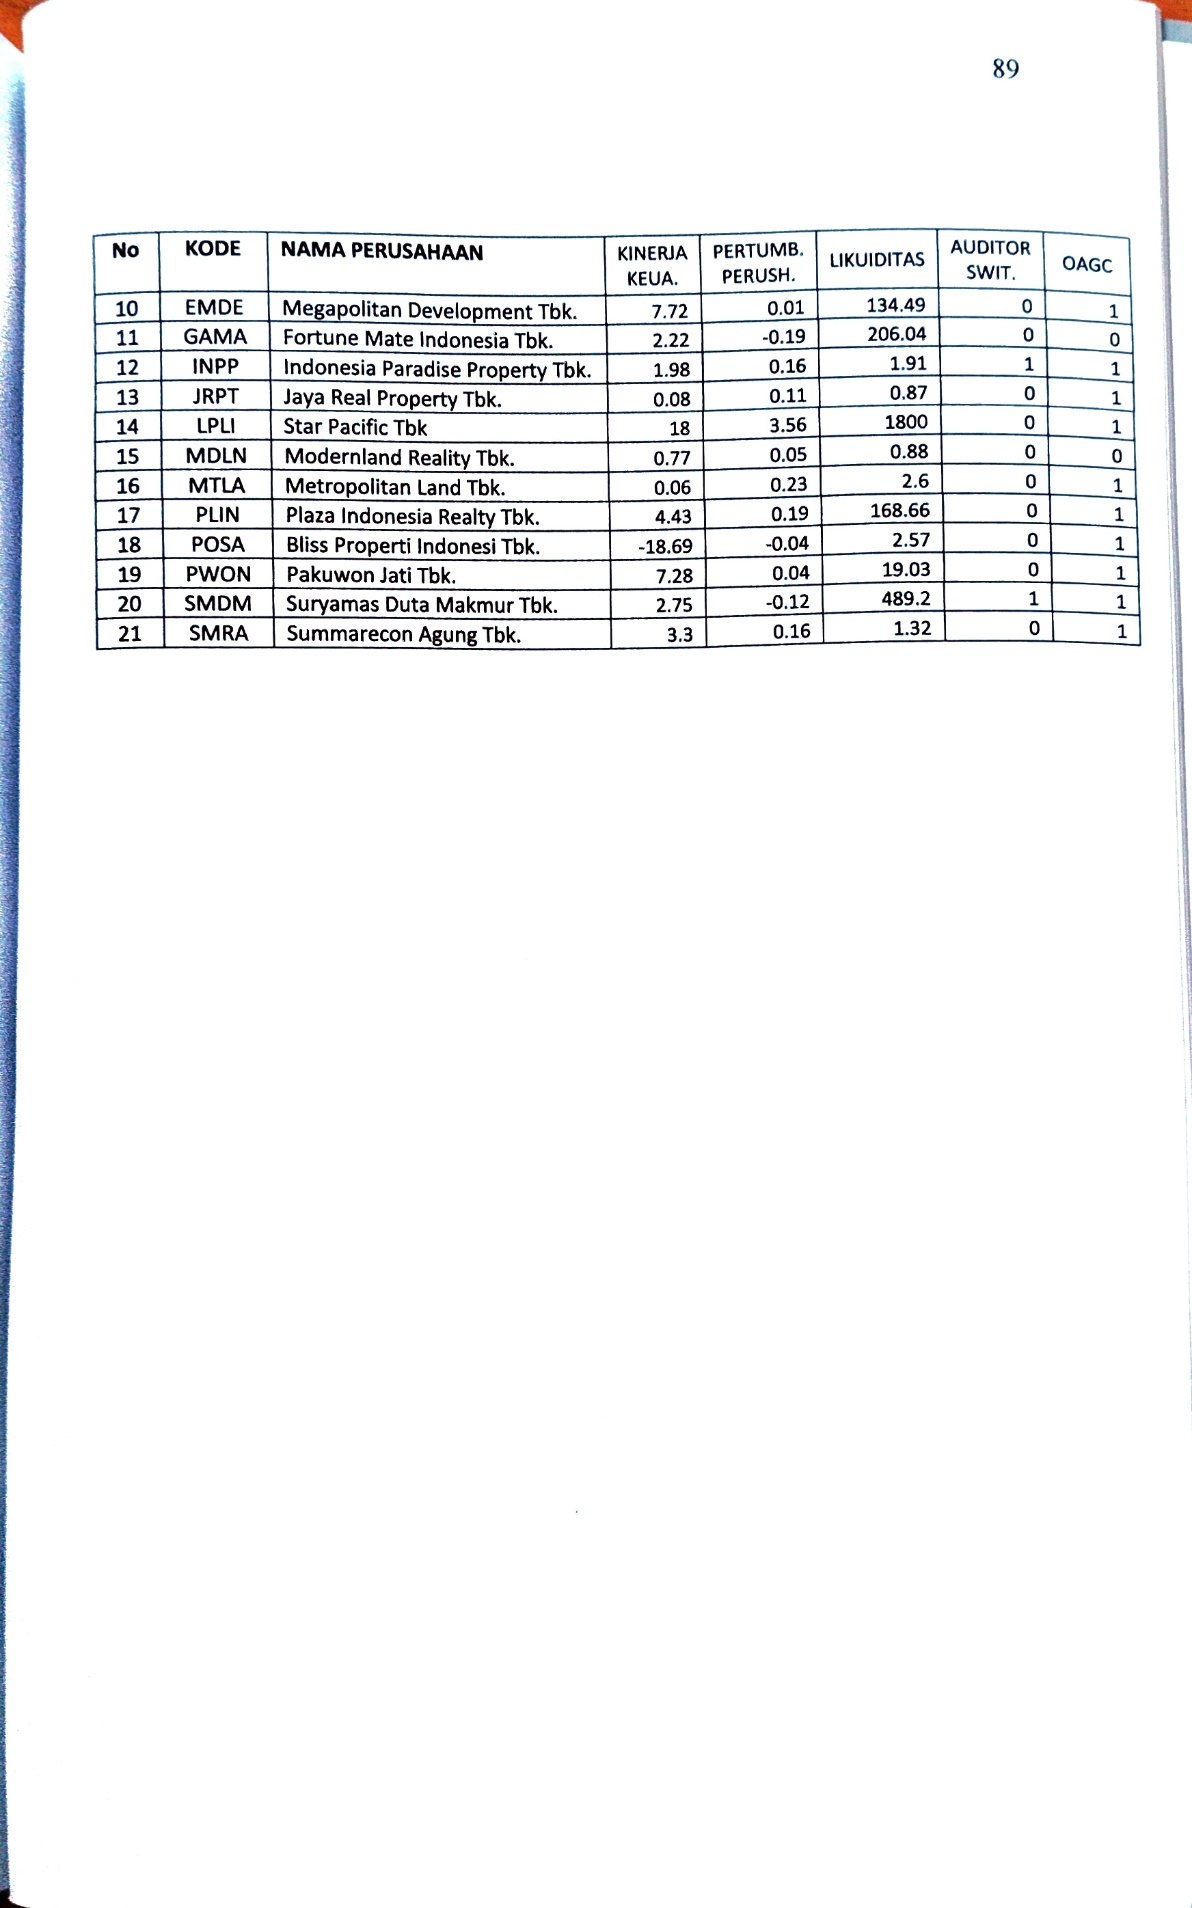 89
No KODE NAMA PERUSAHAAN KINERJA KEUA. PERTUMB. PERUSH. LIKUIDITAS AUDITOR SWIT. OAGC
10 EMDE Megapolitan Development Tbk. 7.72 0.01 134.49 0 1
11 GAMA Fortune Mate Indonesia Tbk. 2.22 -0.19 206.04 0 0
12 INPP Indonesia Paradise Property Tbk. 1.98 0.16 1.91 1 1
13 JRPT Jaya Real Property Tbk. 0.08 0.11 0.87 0 1
14 LPLI Star Pacific Tbk 18 3.56 1800 0 1
15 MDLN Modernland Reality Tbk. 0.77 0.05 0.88 0 0
16 MTLA Metropolitan Land Tbk. 0.06 0.23 2.6 0 1
17 PLIN Plaza Indonesia Realty Tbk. 4.43 0.19 168.66 0 1
18 POSA Bliss Properti Indonesi Tbk. -18.69 -0.04 2.57 0 1
19 PWON Pakuwon Jati Tbk. 7.28 0.04 19.03 0 1
20 SMDM Suryamas Duta Makmur Tbk. 2.75 -0.12 489.2 1 1
21 SMRA Summarecon Agung Tbk. 3.3 0.16 1.32 0 1